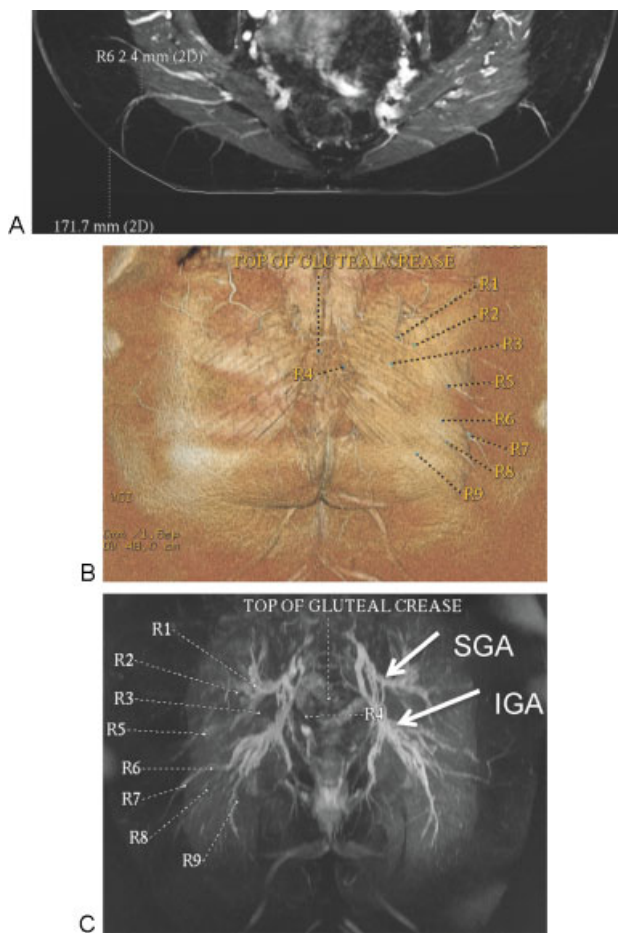 R6 2.4 mm (2D)
171.7 mm (2D)
A
TOP OF GLUTEAL CREASE
R1
R2
R3
R4
R5
R6
R7
R8
R9
B
TOP OF GLUTEAL CREASE
R1
SGA
R2
R3
IGA
R4
R5
R6
R7
R8
R9
C